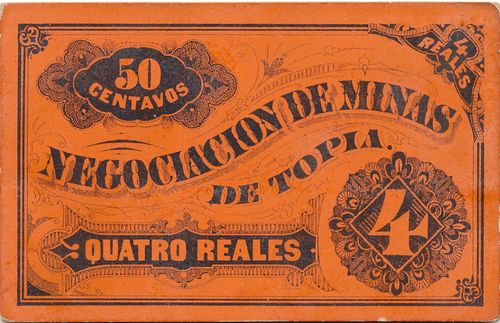 50
CENTAVOS
4
REALES
NEGOCIACION DE MINAS
DE TOPIA.
QUATRO REALES
4